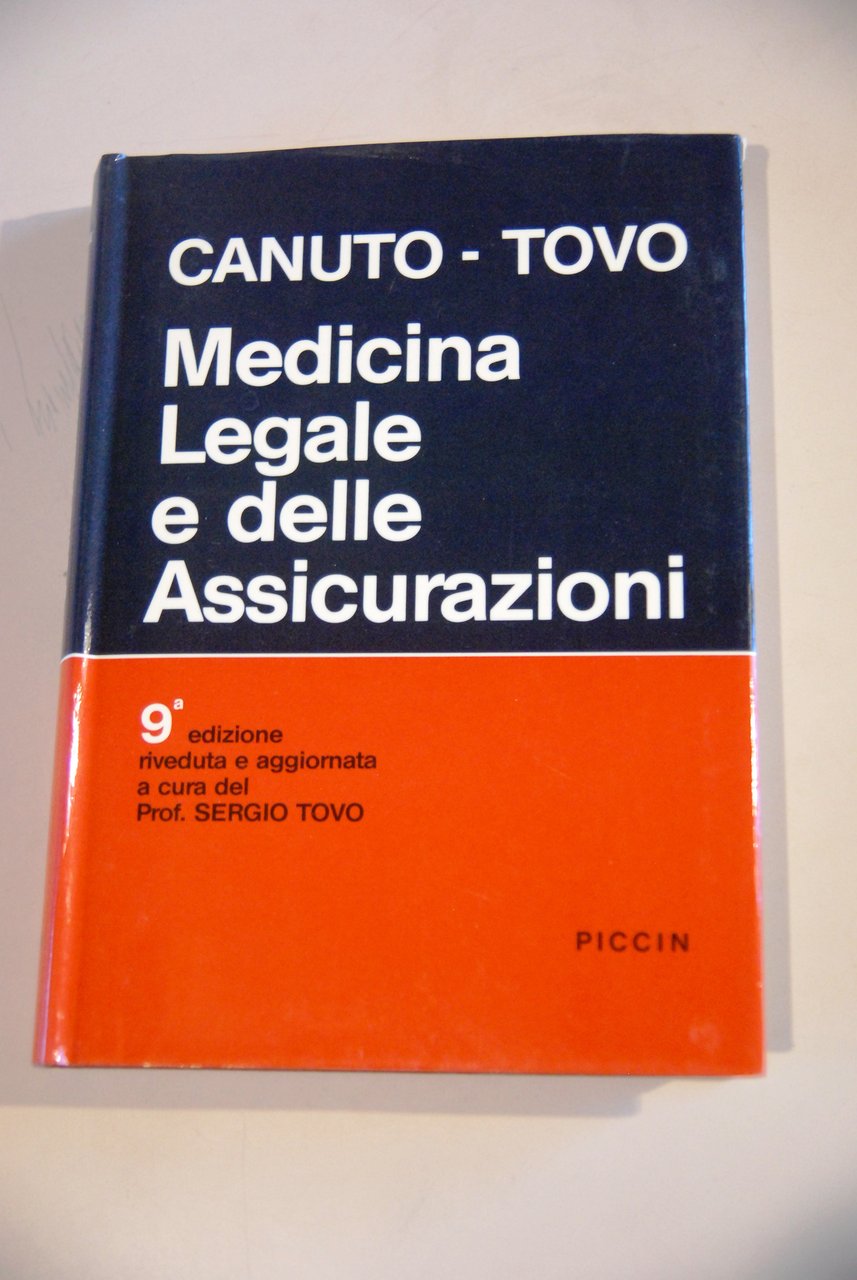 CANUTO - TOVO
Medicina
Legale
e delle
Assicurazioni
9ª edizione
riveduta e aggiornata
a cura del
Prof. SERGIO TOVO
PICCIN